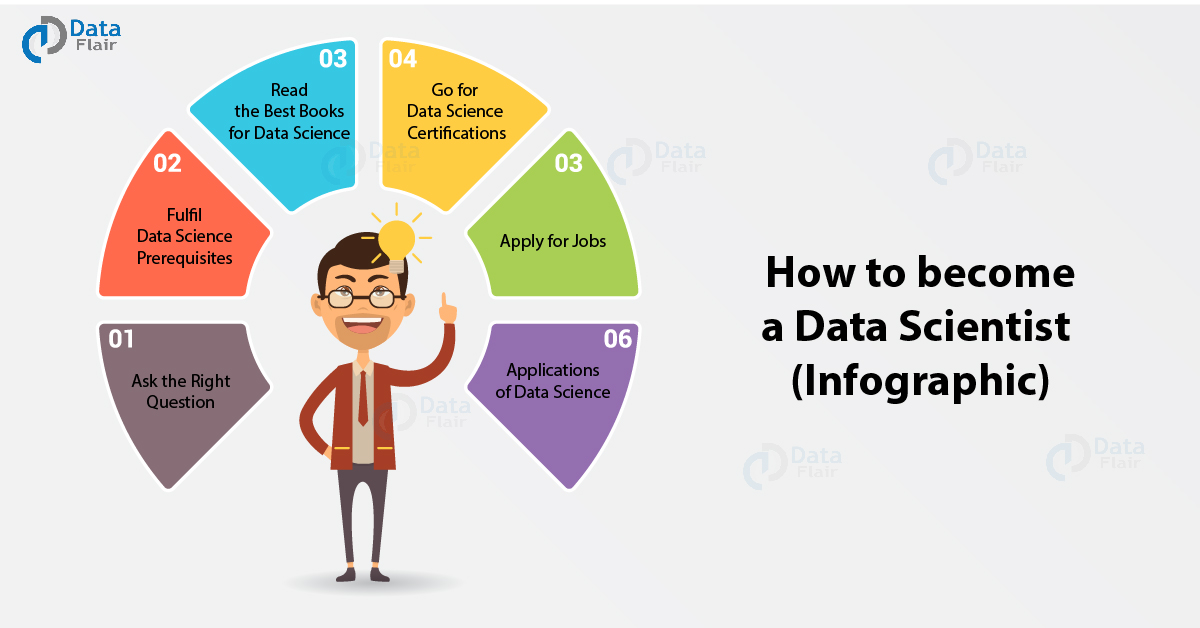 Data
Flair
01
Ask the Right
Question
02
Fulfil
Data Science
Prerequisites
03
Read
the Best Books
for Data Science
04
Go for
Data Science
Certifications
03
Apply for Jobs
06
Applications
of Data Science
How to become
a Data Scientist
(Infographic)
Data
Flair
Data
Flair
Data
Flair
Data
Flair
Data
Flair
Data
Flair